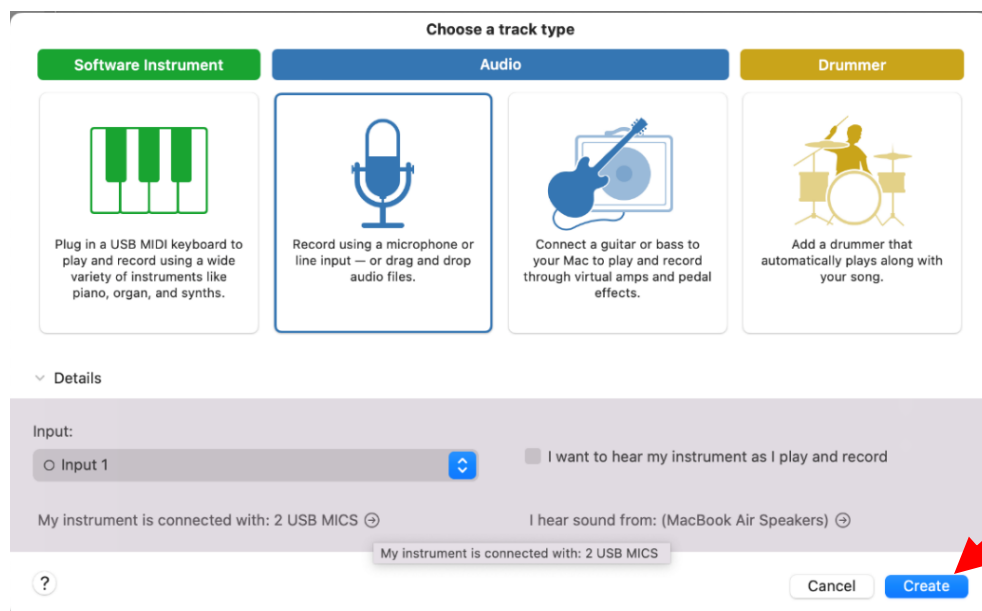 Choose a track type
Software Instrument
Audio
Drummer
Plug in a USB MIDI keyboard to
play and record using a wide
variety of instruments like
piano, organ, and synths.
Record using a microphone or
line input — or drag and drop
audio files.
Connect a guitar or bass to
your Mac to play and record
through virtual amps and pedal
effects.
Add a drummer that
automatically plays along with
your song.
Details
Input:
Input 1
I want to hear my instrument as I play and record
My instrument is connected with: 2 USB MICS
I hear sound from: (MacBook Air Speakers)
My instrument is connected with: 2 USB MICS
?
Cancel
Create